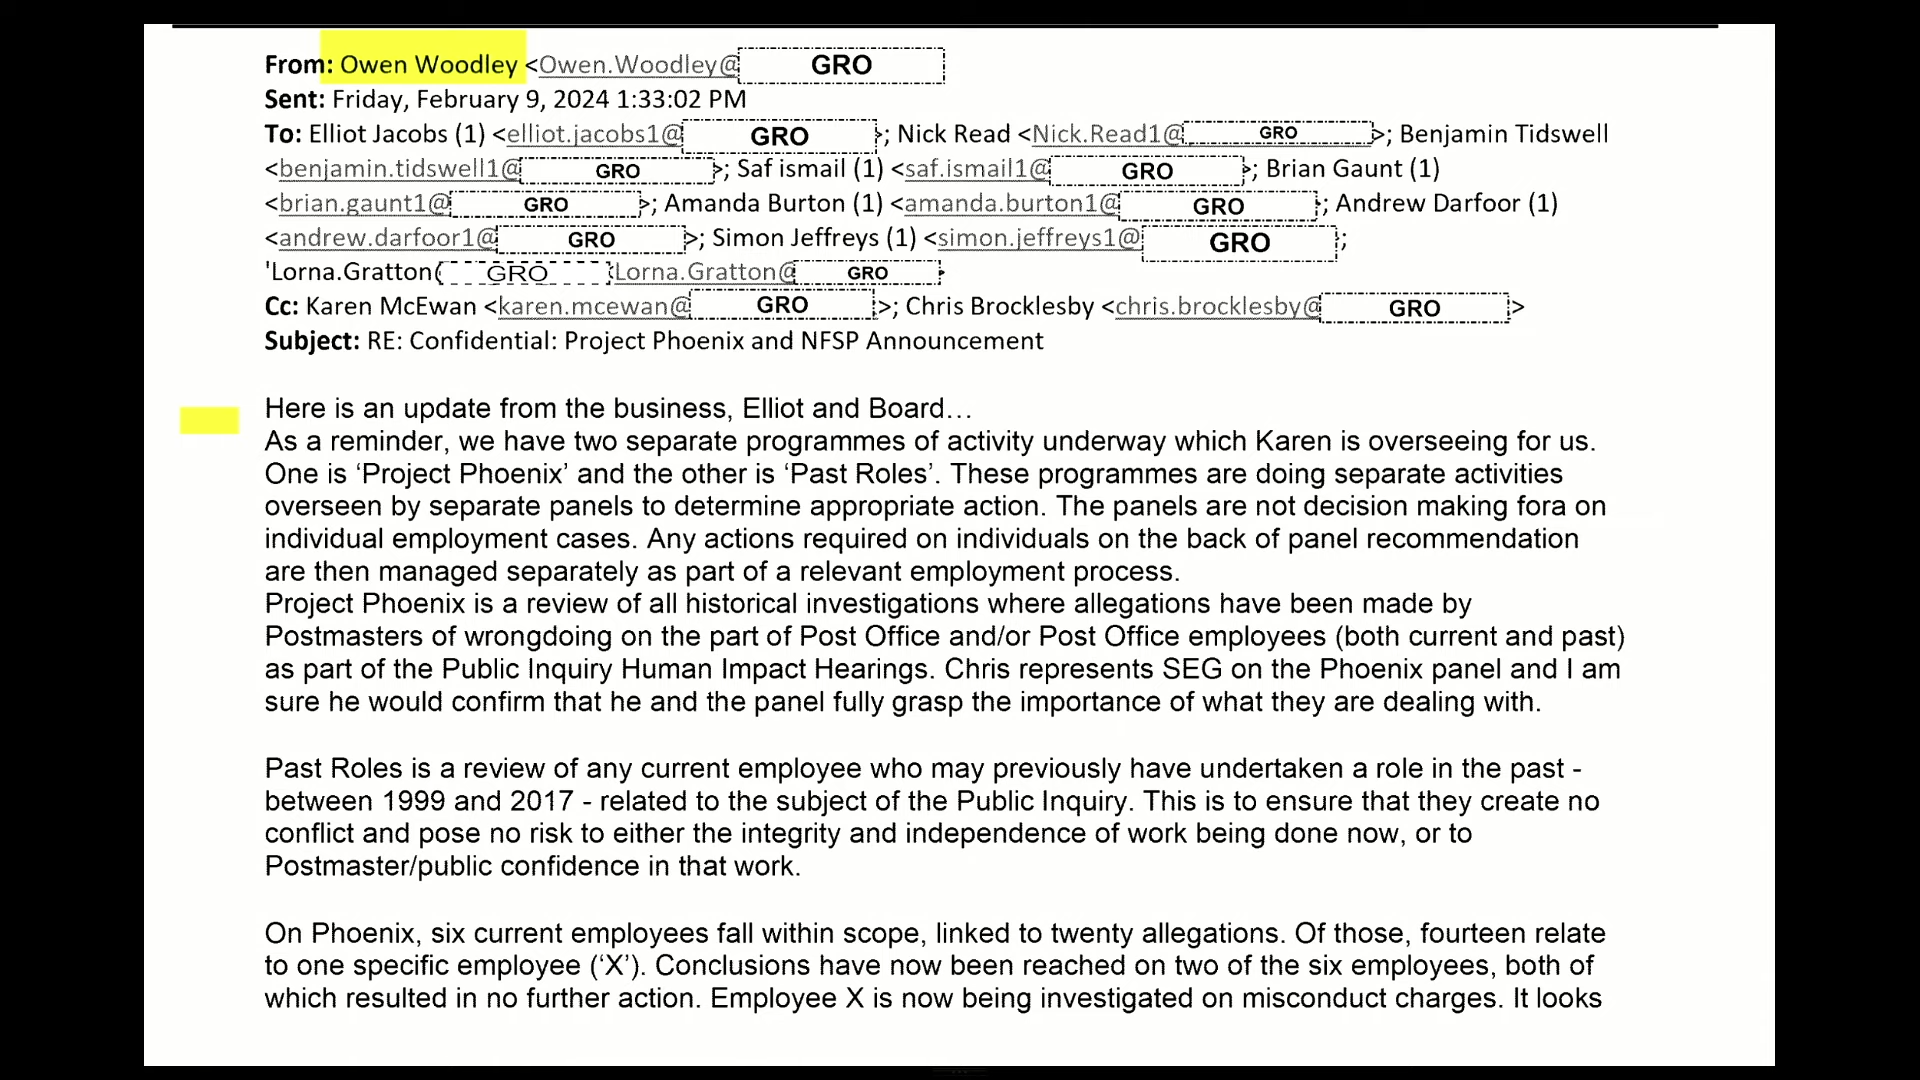 From: Owen Woodley <Owen.Woodley@ GRO
Sent: Friday, February 9, 2024 1:33:02 PM
To: Elliot Jacobs (1) <elliot.jacobs1@ GRO >; Nick Read <Nick.Read1@ GRO >; Benjamin Tidswell
<benjamin.tidswell1@ GRO >; Saf ismail (1) <saf.ismail1@ GRO >; Brian Gaunt (1)
<brian.gaunt1@ GRO >; Amanda Burton (1) <amanda.burton1@ GRO ; Andrew Darfoor (1)
<andrew.darfoor1@ GRO >; Simon Jeffreys (1) <simon.jeffreys1@ GRO ;
'Lorna.Gratton( GRO Lorna.Gratton@ GRO
Cc: Karen McEwan <karen.mcewan@ GRO >; Chris Brocklesby <chris.brocklesby@ GRO >
Subject: RE: Confidential: Project Phoenix and NFSP Announcement
Here is an update from the business, Elliot and Board…
As a reminder, we have two separate programmes of activity underway which Karen is overseeing for us.
One is ‘Project Phoenix’ and the other is ‘Past Roles’. These programmes are doing separate activities
overseen by separate panels to determine appropriate action. The panels are not decision making fora on
individual employment cases. Any actions required on individuals on the back of panel recommendation
are then managed separately as part of a relevant employment process.
Project Phoenix is a review of all historical investigations where allegations have been made by
Postmasters of wrongdoing on the part of Post Office and/or Post Office employees (both current and past)
as part of the Public Inquiry Human Impact Hearings. Chris represents SEG on the Phoenix panel and I am
sure he would confirm that he and the panel fully grasp the importance of what they are dealing with.
Past Roles is a review of any current employee who may previously have undertaken a role in the past -
between 1999 and 2017 - related to the subject of the Public Inquiry. This is to ensure that they create no
conflict and pose no risk to either the integrity and independence of work being done now, or to
Postmaster/public confidence in that work.
On Phoenix, six current employees fall within scope, linked to twenty allegations. Of those, fourteen relate
to one specific employee (‘X’). Conclusions have now been reached on two of the six employees, both of
which resulted in no further action. Employee X is now being investigated on misconduct charges. It looks